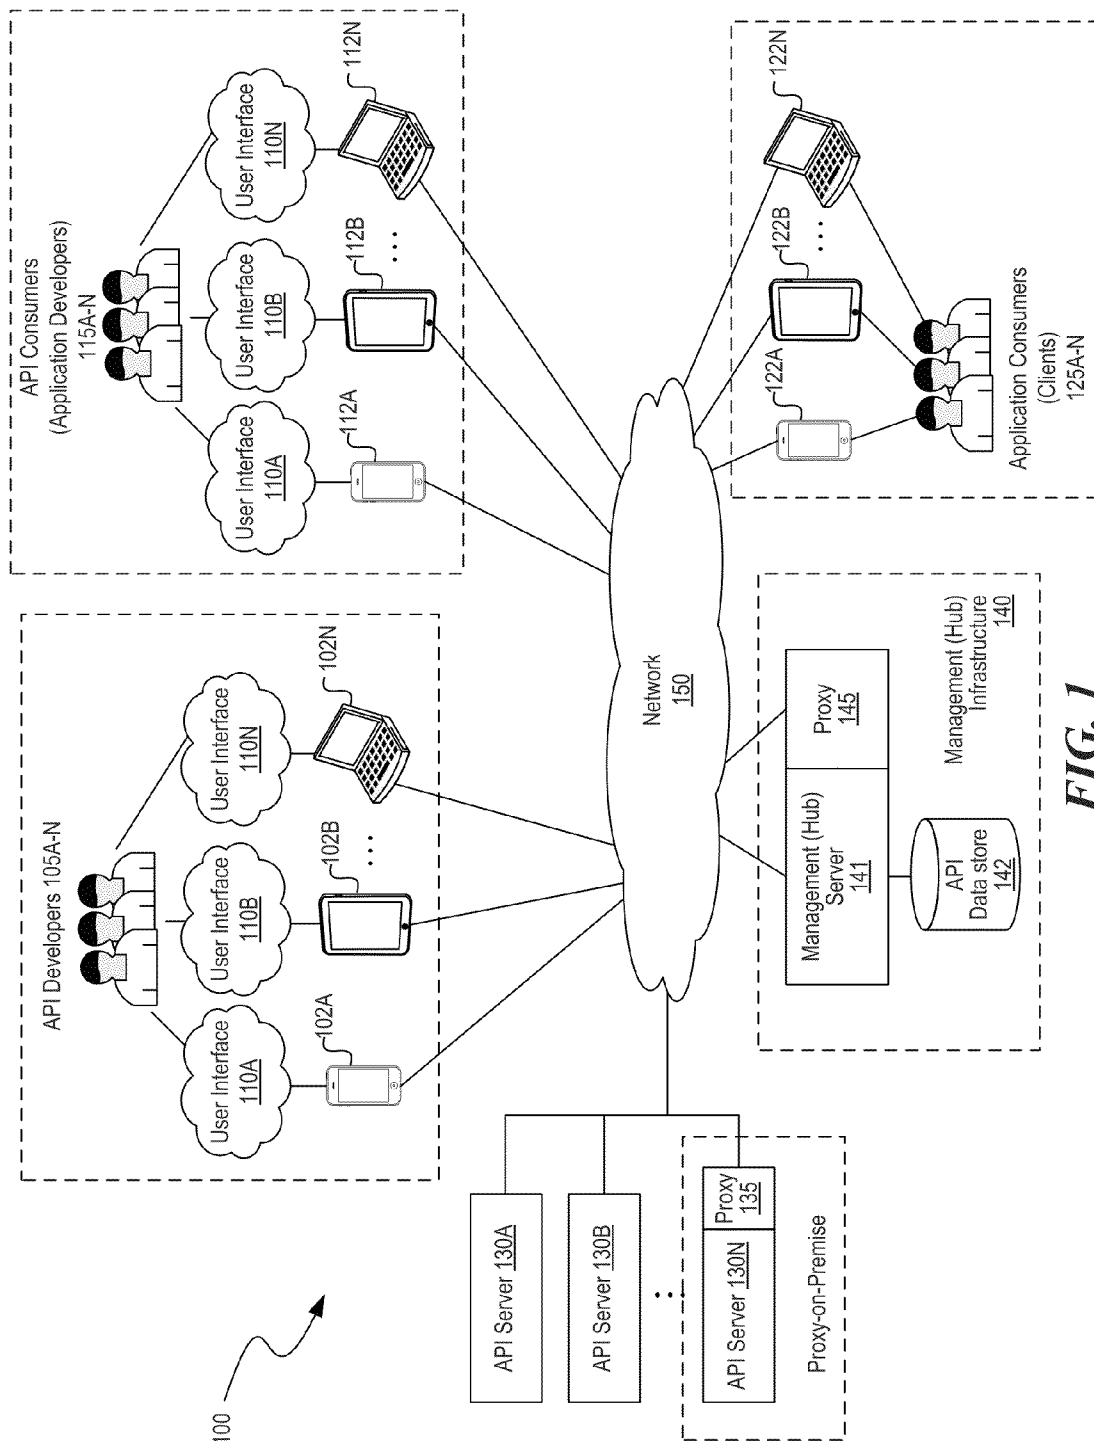 100
API Developers 105A-N
User Interface
110A
User Interface
110B
User Interface
110N
102A
102B
102N
API Consumers
(Application Developers)
115A-N
User Interface
110A
User Interface
110B
User Interface
110N
112A
112B
112N
API Server 130A
API Server 130B
API Server 130N
Proxy
135
Proxy-on-Premise
Network
150
Management (Hub)
Server
141
Proxy
145
API
Data store
142
Management (Hub)
Infrastructure
140
122A
122B
122N
Application Consumers
(Clients)
125A-N
FIG. 1